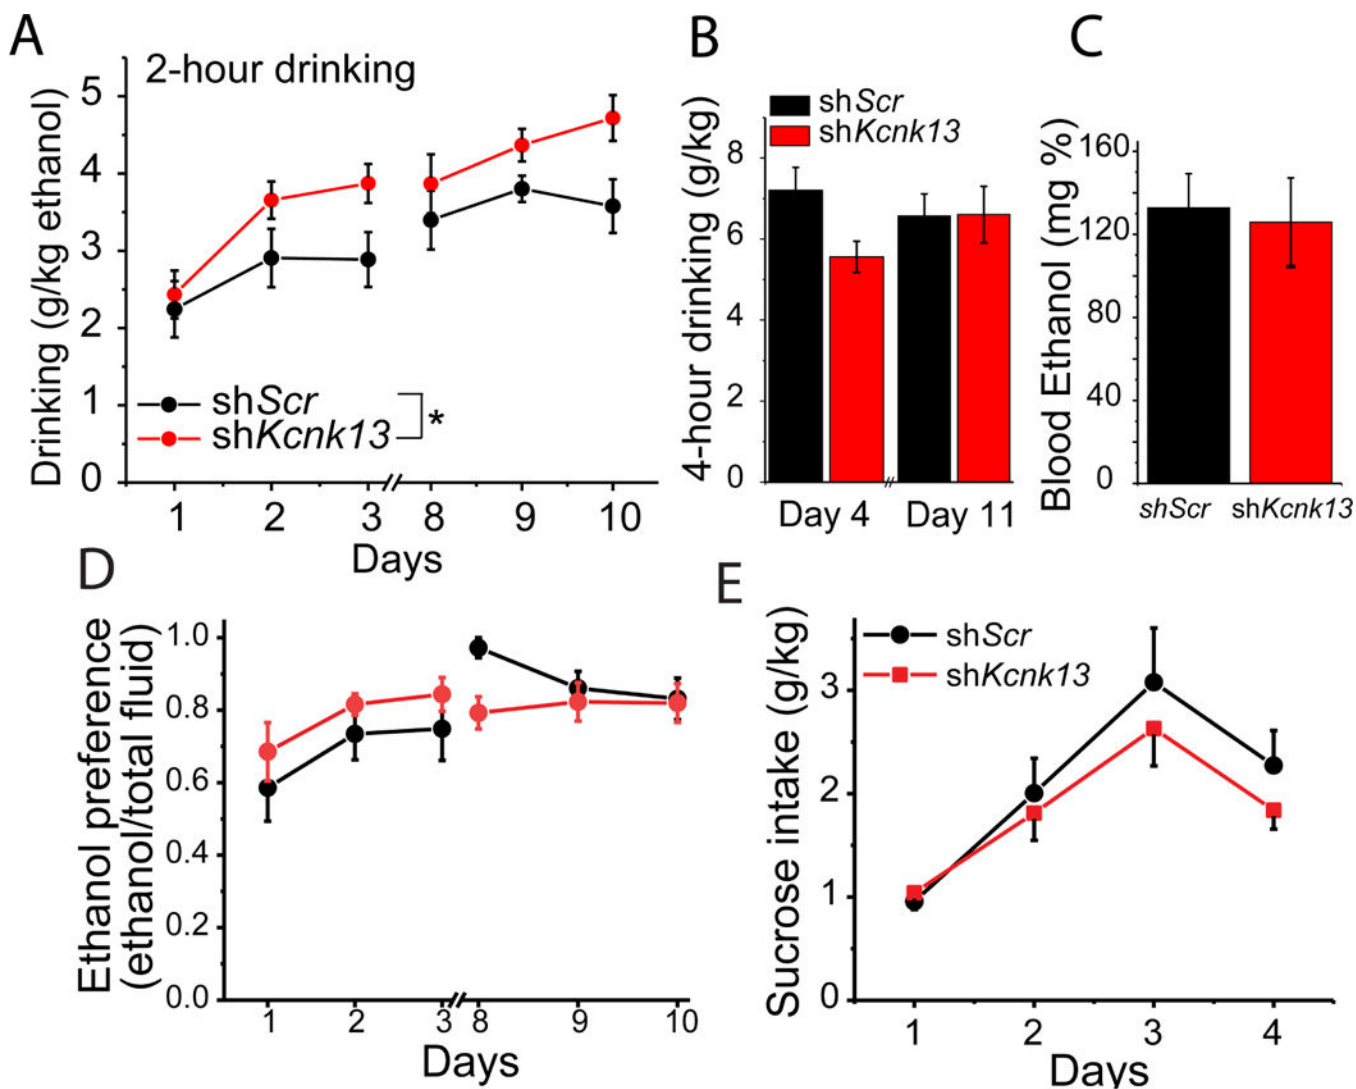 A
2-hour drinking
Drinking (g/kg ethanol)
5
4
3
2
1
0
shScr
shKcnk13
*
1 2 3 8 9 10
Days
B
shScr
shKcnk13
4-hour drinking (g/kg)
8
6
4
2
0
Day 4 Day 11
C
Blood Ethanol (mg %)
160
120
80
40
0
shScr shKcnk13
D
Ethanol preference
(ethanol/total fluid)
1.0
0.8
0.6
0.4
0.2
0.0
1 2 3 8 9 10
Days
E
shScr
shKcnk13
Sucrose intake (g/kg)
3
2
1
0
1 2 3 4
Days